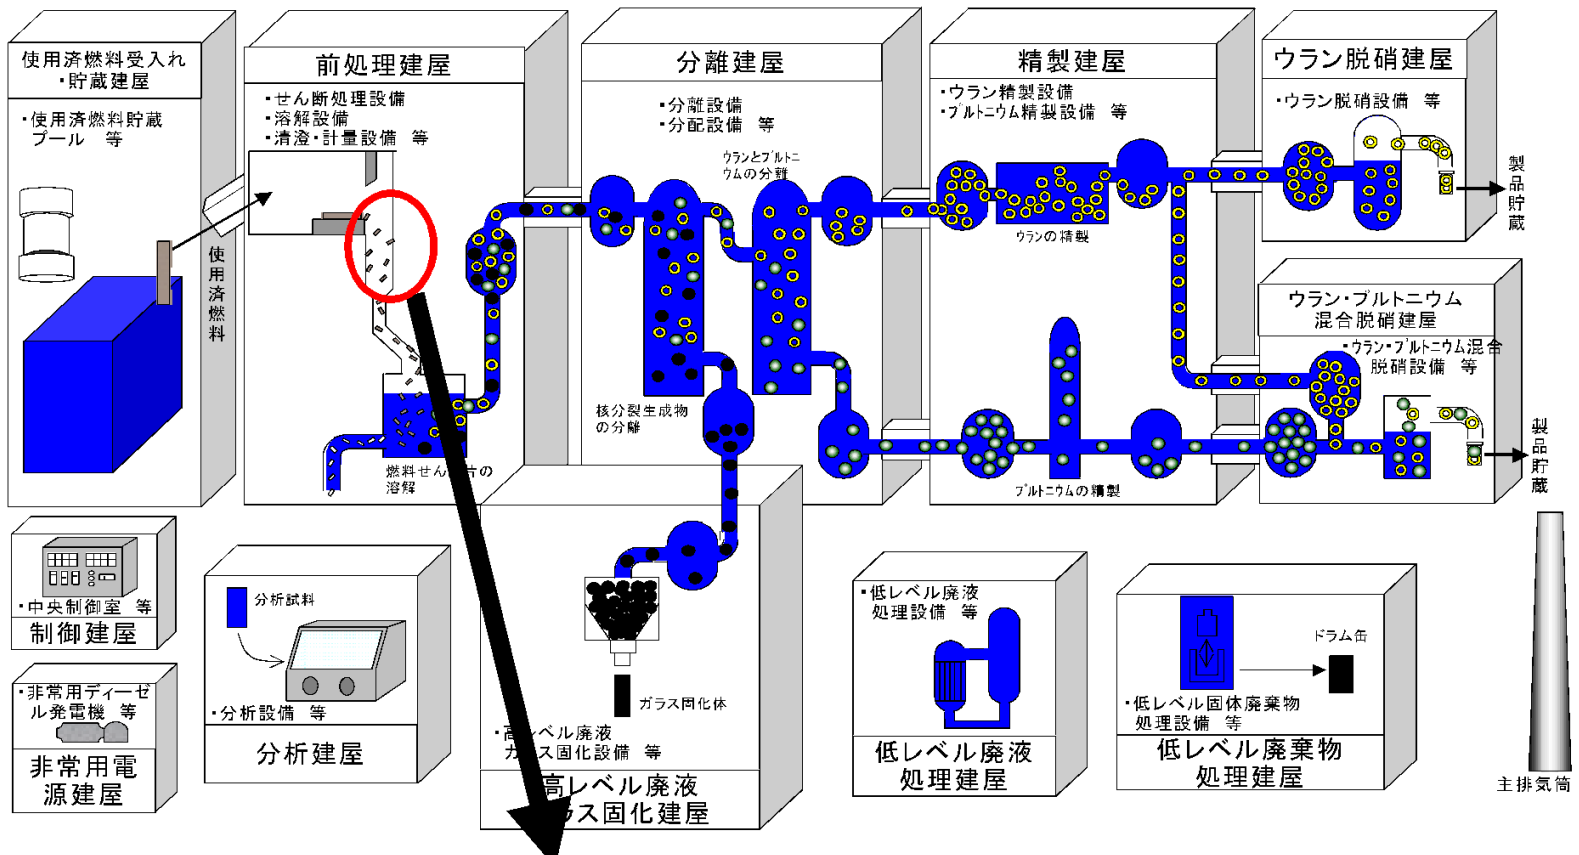 使用済燃料受入れ
・貯蔵建屋
・使用済燃料貯蔵
プール 等
使用済燃料
前処理建屋
・せん断処理設備
・溶解設備
・清澄・計量設備 等
燃料せん
片の
溶解
分離建屋
・分離設備
・分配設備 等
ウランとプルトニ
ウムの分離
核分裂生成物
の分離
精製建屋
・ウラン精製設備
・プルトニウム精製設備 等
ウランの精製
プルトニウムの精製
ウラン脱硝建屋
・ウラン脱硝設備 等
製品貯蔵
ウラン・プルトニウム
混合脱硝建屋
・ウラン・プルトニウム混合
脱硝設備 等
製品貯蔵
・中央制御室 等
制御建屋
・非常用ディーゼ
ル発電機 等
非常用電
源建屋
分析試料
・分析設備 等
分析建屋
ガラス固化体
・高レベル廃液
ガラス固化設備 等
高レベル廃液
ラス固化建屋
・低レベル廃液
処理設備 等
低レベル廃液
処理建屋
ドラム缶
・低レベル固体廃棄物
処理設備 等
低レベル廃棄物
処理建屋
主排気筒